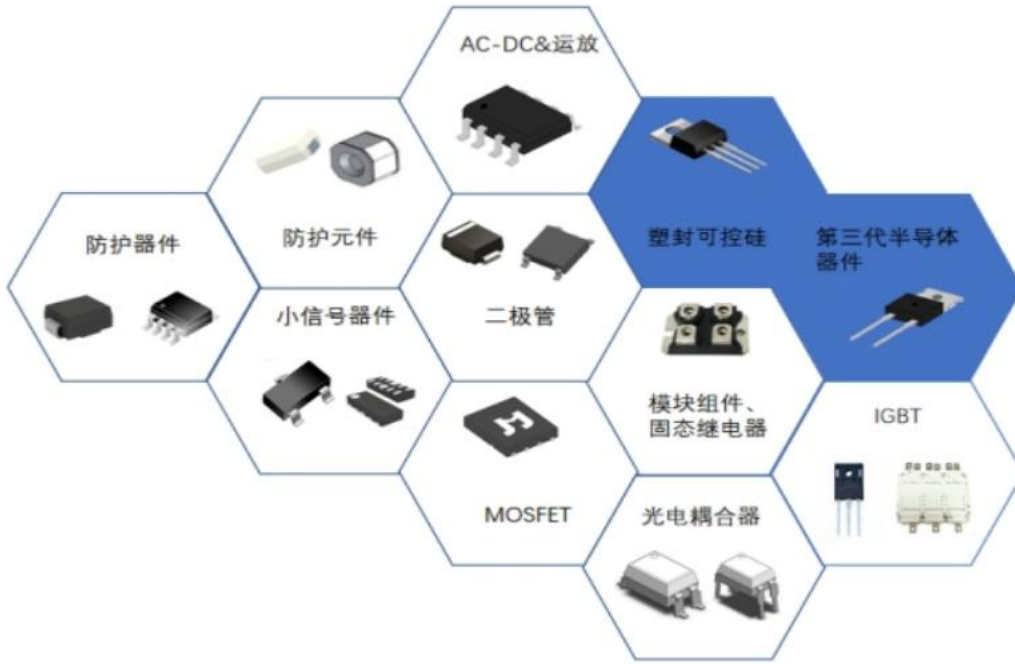 AC-DC&运放
防护元件
塑封可控硅
防护器件
第三代半导体
器件
小信号器件
二极管
模块组件、
固态继电器
IGBT
MOSFET
光电耦合器